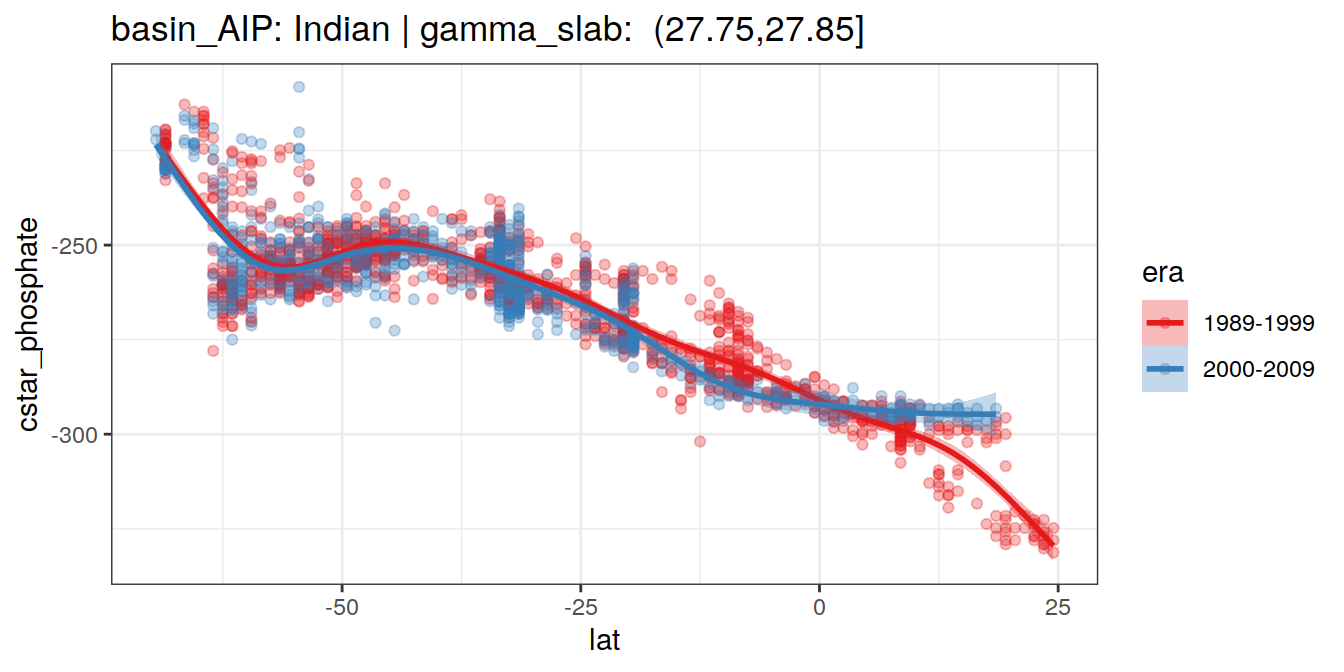 basin_AIP: Indian | gamma_slab:  (27.75,27.85]
cstar_phosphate
-250
-300
-50
-25
0
25
lat
era
1989-1999
2000-2009